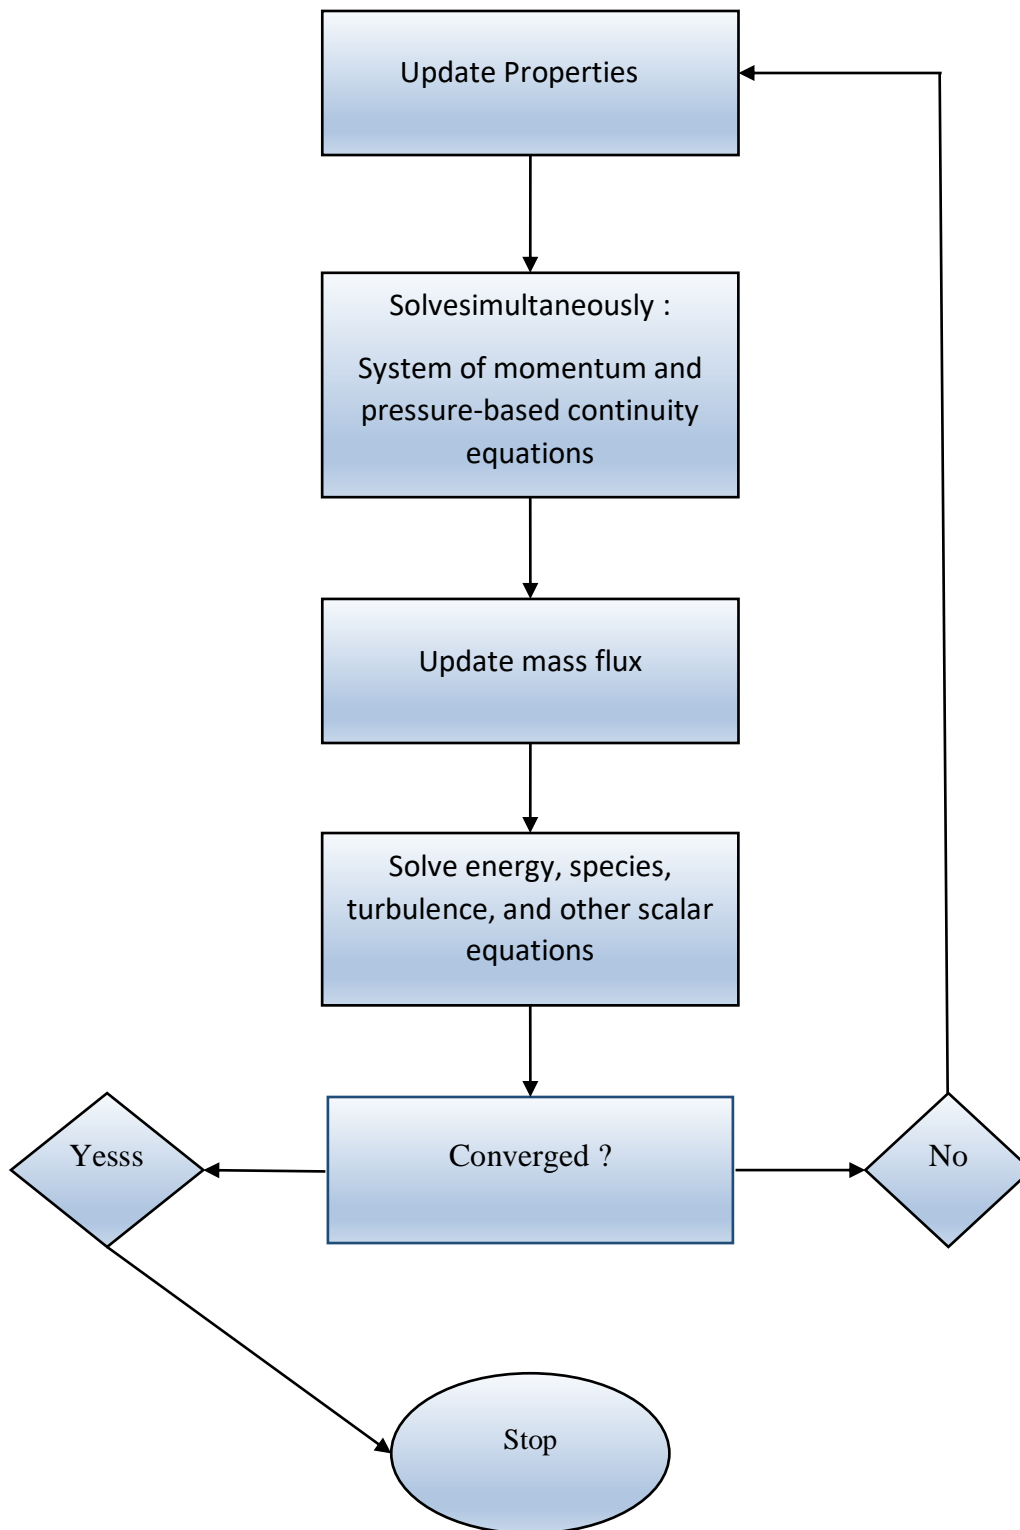 Update Properties
Solvesimultaneously :
System of momentum and
pressure-based continuity
equations
Update mass flux
Solve energy, species,
turbulence, and other scalar
equations
Yesss
Converged ?
No
Stop